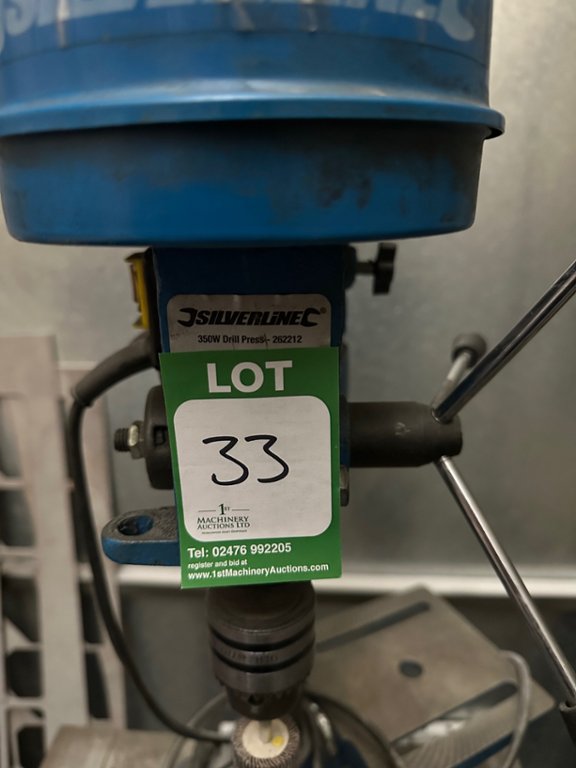 SILVERLINE
SILVERLINE
350W Drill Press - 262212
LOT
33
1ST
MACHINERY
AUCTIONS LTD
Tel: 02476 992205
register and bid at
www.1stMachineryAuctions.com